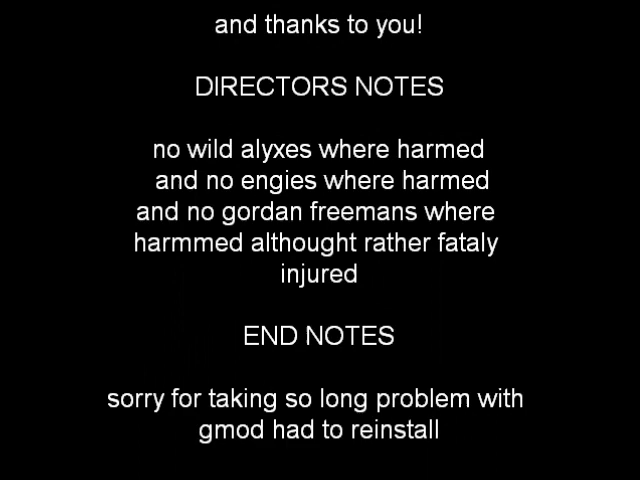 and thanks to you!
DIRECTORS NOTES
no wild alyxes where harmed
and no engies where harmed
and no gordan freemans where
harmmed althought rather fataly
injured
END NOTES
sorry for taking so long problem with
gmod had to reinstall